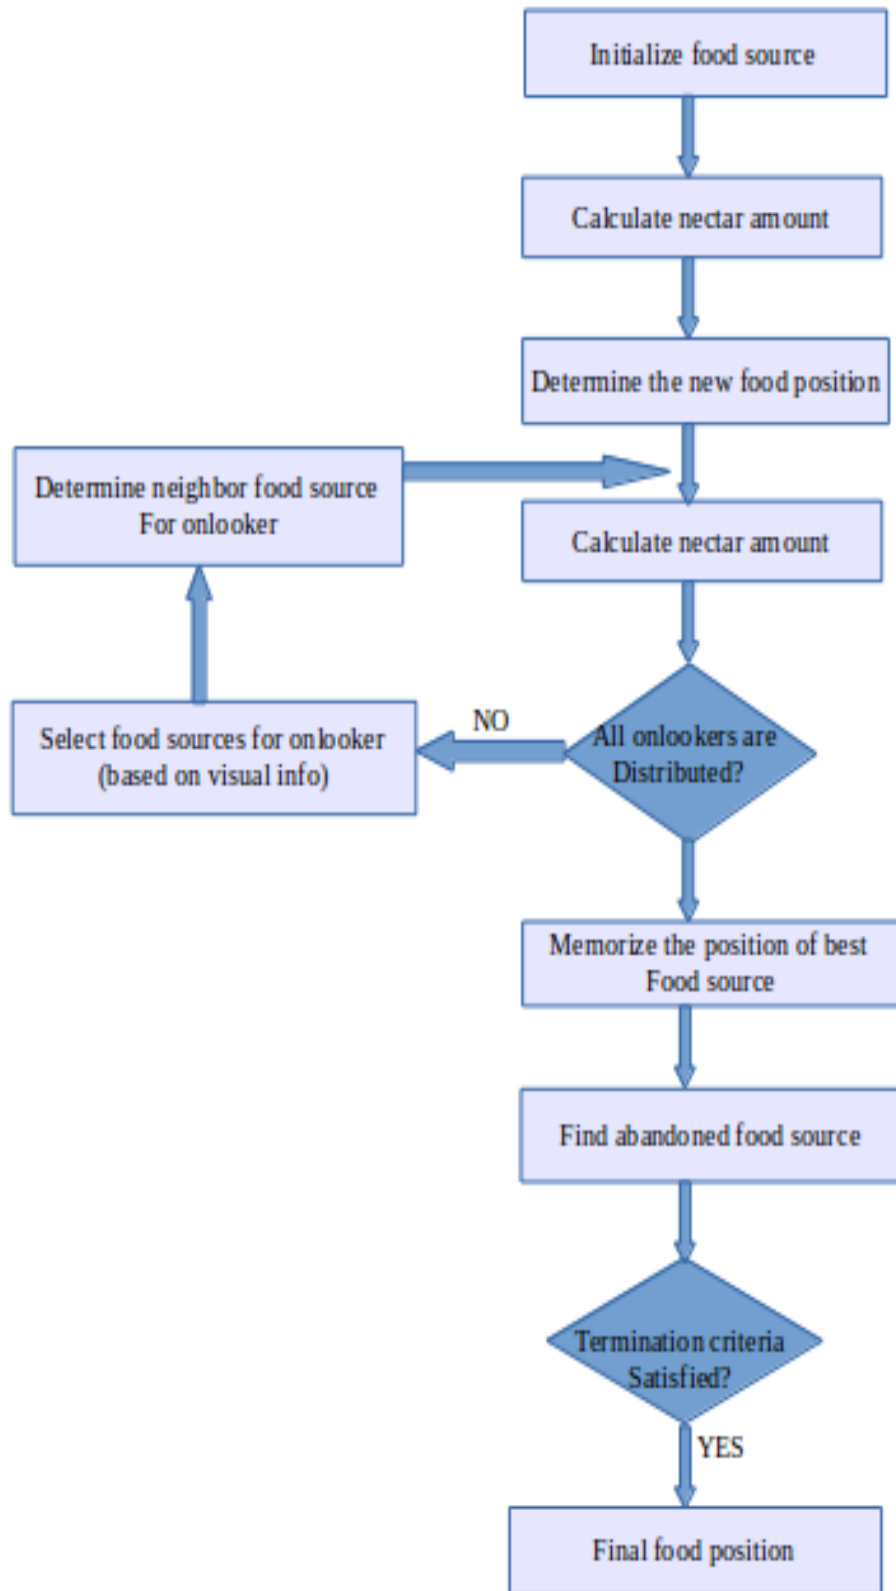 Initialize food source
Calculate nectar amount
Determine the new food position
Determine neighbor food source
For onlooker
Calculate nectar amount
NO
All onlookers are
Distributed?
Select food sources for onlooker
(based on visual info)
Memorize the position of best
Food source
Find abandoned food source
Termination criteria
Satisfied?
YES
Final food position